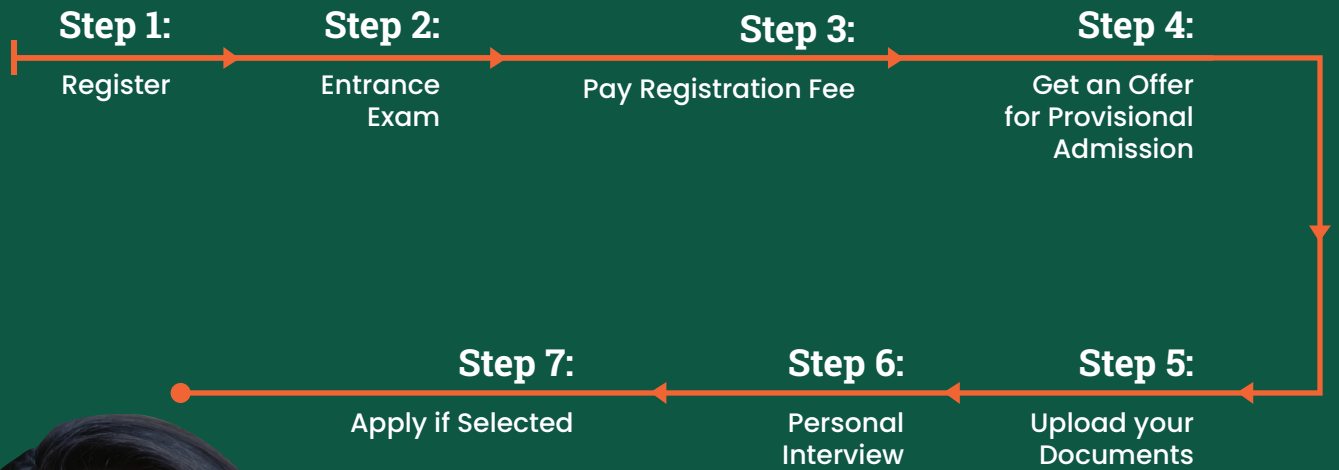 Step 1:
Register
Step 2:
Entrance
Exam
Step 3:
Pay Registration Fee
Step 4:
Get an Offer
for Provisional
Admission
Step 5:
Upload your
Documents
Step 6:
Personal
Interview
Step 7:
Apply if Selected